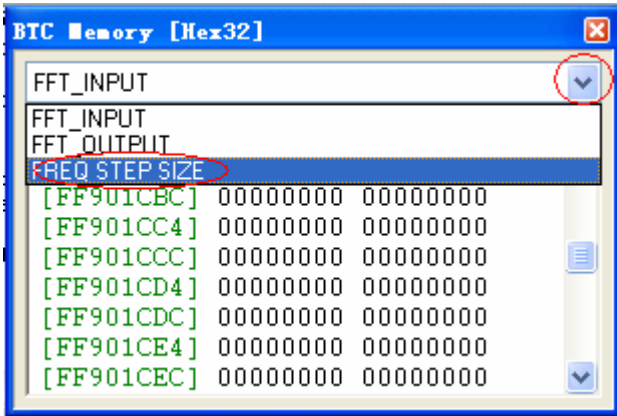 BTC Memory [Hex32]
FFT_INPUT
FFT_INPUT
FFT_OUTPUT
FREQ STEP SIZE
[FF901CBC] 00000000 00000000
[FF901CC4] 00000000 00000000
[FF901CCC] 00000000 00000000
[FF901CD4] 00000000 00000000
[FF901CDC] 00000000 00000000
[FF901CE4] 00000000 00000000
[FF901CEC] 00000000 00000000